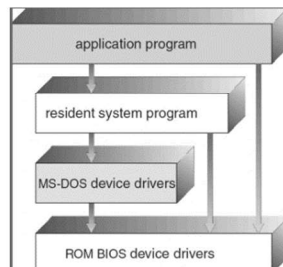 application program
resident system program
MS-DOS device drivers
ROM BIOS device drivers